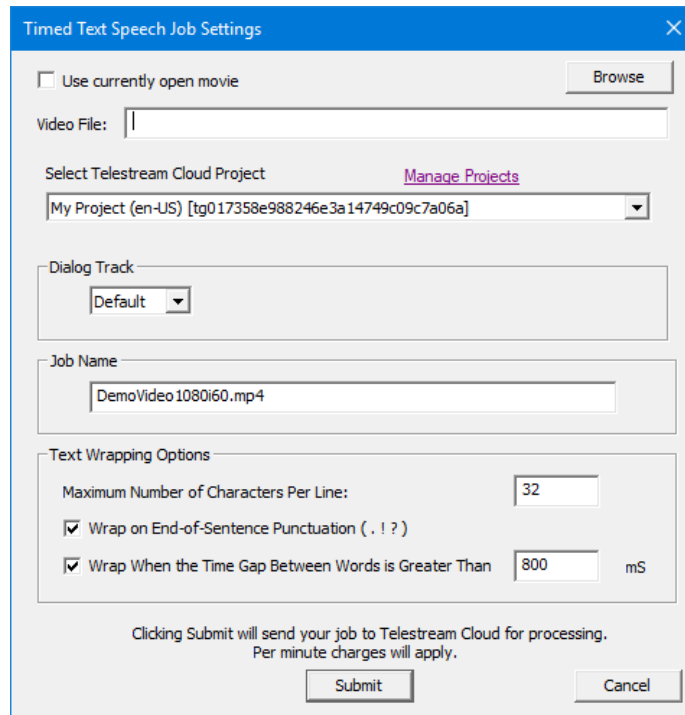 Timed Text Speech Job Settings
Use currently open movie
Browse
Video File:
Select Telestream Cloud Project
Manage Projects
My Project (en-US) [tg017358e988246e3a14749c09c7a06a]
Dialog Track
Default
Job Name
DemoVideo1080i60.mp4
Text Wrapping Options
Maximum Number of Characters Per Line:
32
Wrap on End-of-Sentence Punctuation ( . ! ? )
Wrap When the Time Gap Between Words is Greater Than
800
mS
Clicking Submit will send your job to Telestream Cloud for processing.
Per minute charges will apply.
Submit
Cancel